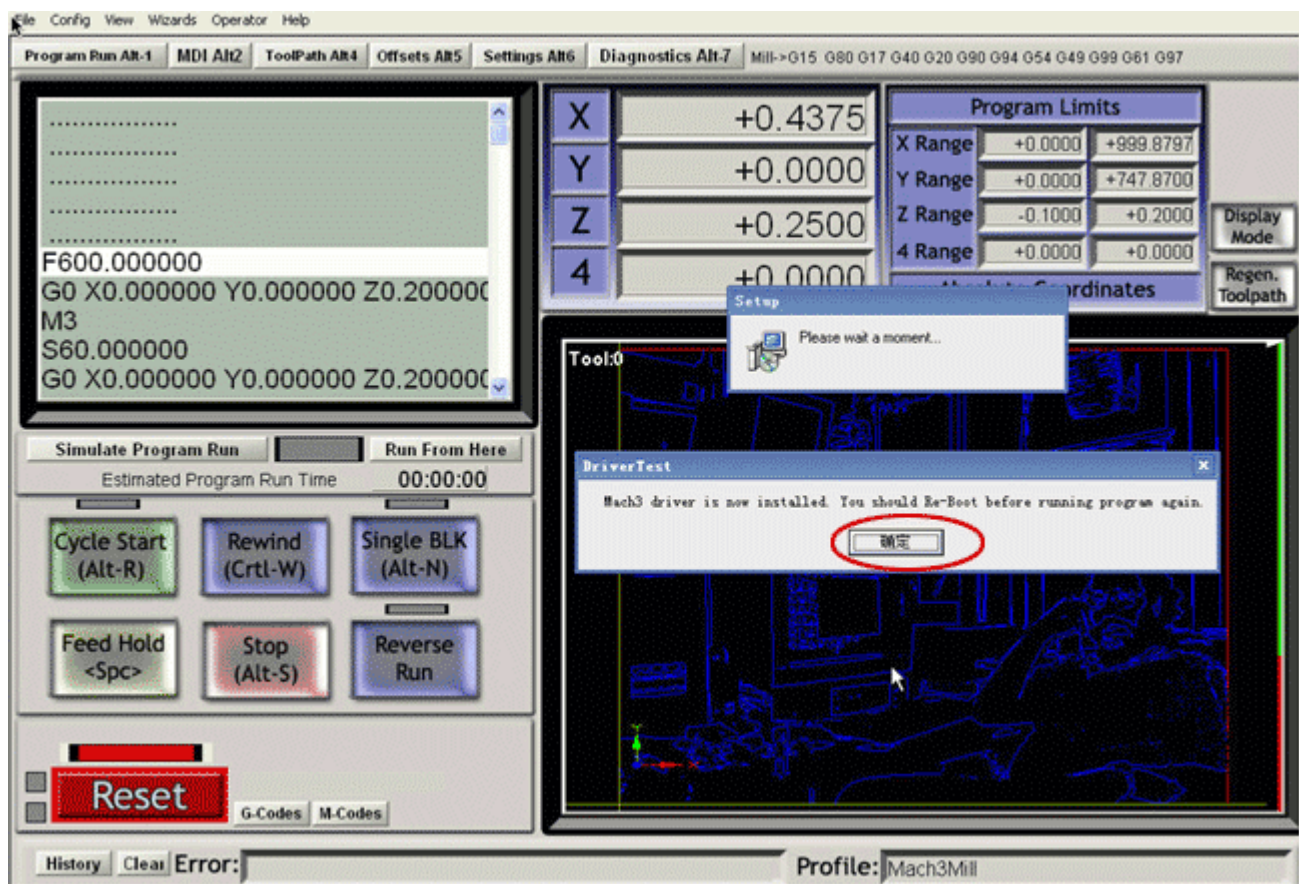 File Config View Wizards Operator Help
Program Run Alt-1 MDI Alt2 ToolPath Alt4 Offsets Alt5 Settings Alt6 Diagnostics Alt-7 Mill->G15 G80 G17 G40 G20 G90 G94 G54 G49 G99 G61 G97
................
................
................
................
................
F600.000000
G0 X0.000000 Y0.000000 Z0.200000
M3
S60.000000
G0 X0.000000 Y0.000000 Z0.200000
X +0.4375
Y +0.0000
Z +0.2500
4 +0.0000
Program Limits
X Range +0.0000 +999.8797
Y Range +0.0000 +747.8700
Z Range -0.1000 +0.2000
4 Range +0.0000 +0.0000
Display
Mode
Regen.
Toolpath
Setup
Please wait a moment...
Tool:0
DriverTest
Mach3 driver is now installed. You should Re-Boot before running program again.
确定
Simulate Program Run Run From Here
Estimated Program Run Time 00:00:00
Cycle Start
(Alt-R)
Rewind
(Crtl-W)
Single BLK
(Alt-N)
Feed Hold
<Spc>
Stop
(Alt-S)
Reverse
Run
Reset
G-Codes M-Codes
History Clear Error:
Profile: Mach3Mill